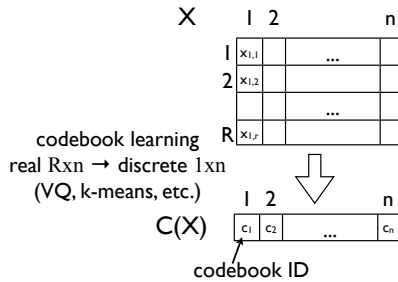 X 1 2 n
1 x1,1 ...
2 x1,2
...
R x1,r
codebook learning
real Rxn → discrete 1xn
(VQ, k-means, etc.)
1 2 n
C(X) c1 c2 ... cn
codebook ID